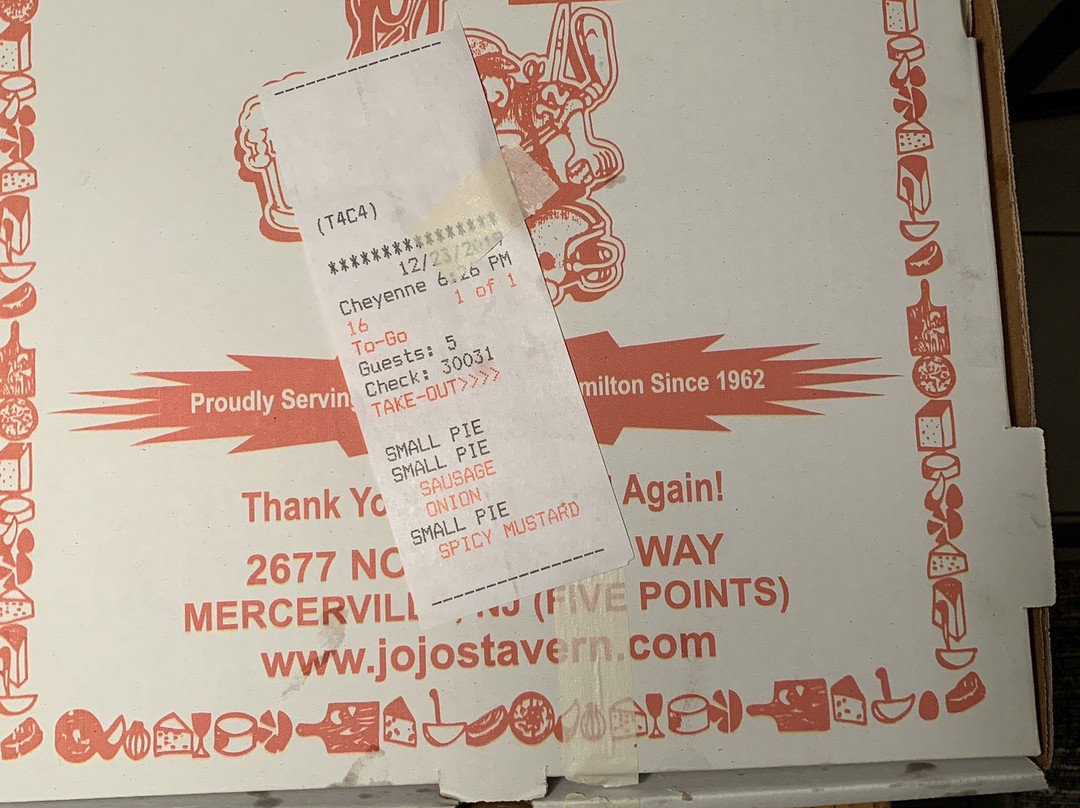 (T4C4)
*****************
12/23/2019
Cheyenne 6:26 PM
1 of 1
16
To-Go
Guests: 5
Check: 30031
TAKE-OUT>>>>
SMALL PIE
SMALL PIE
SAUSAGE
ONION
SMALL PIE
SPICY MUSTARD
Proudly Servin milton Since 1962
Thank Yo Again!
2677 NO WAY
MERCERVILL , NJ (FIVE POINTS)
www.jojostavern.com